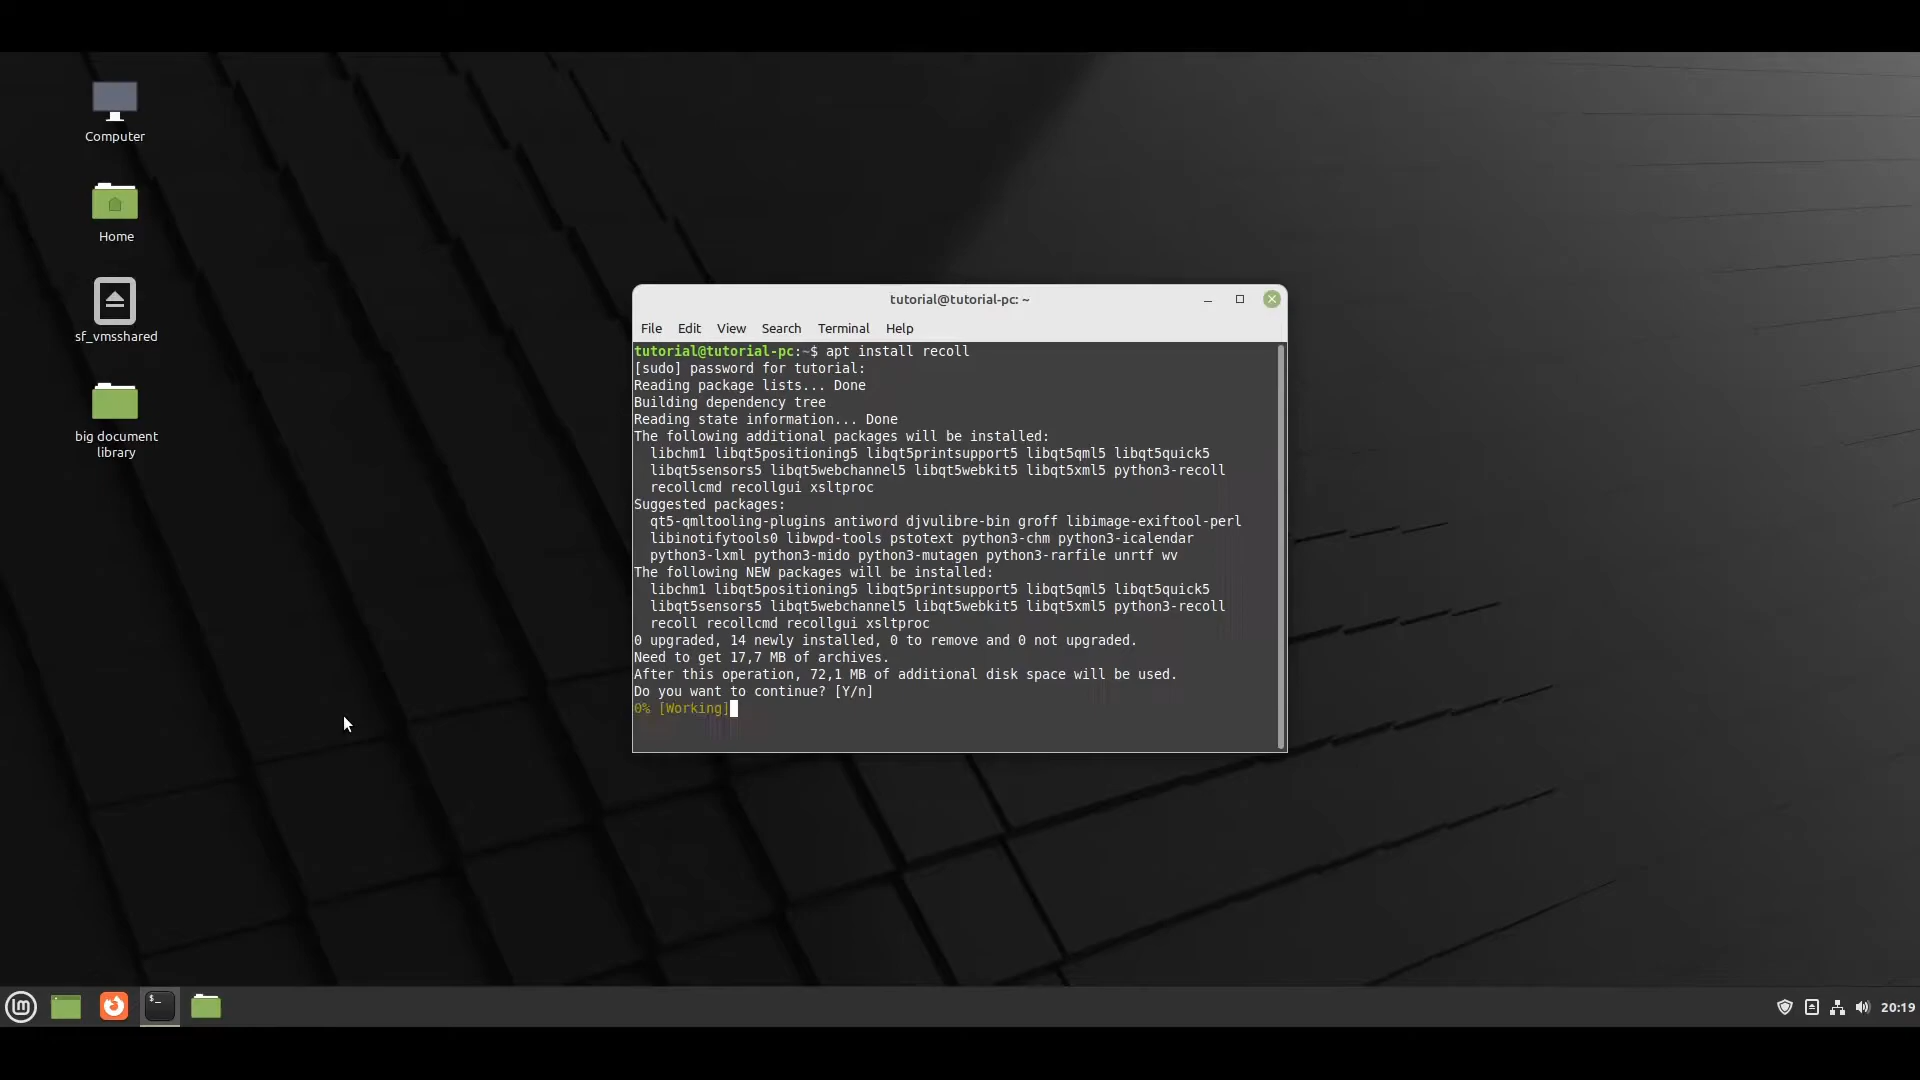 Computer
Home
sf_vmsshared
big document
library
tutorial@tutorial-pc: ~
File Edit View Search Terminal Help
tutorial@tutorial-pc:~$ apt install recoll
[sudo] password for tutorial:
Reading package lists... Done
Building dependency tree
Reading state information... Done
The following additional packages will be installed:
  libchm1 libqt5positioning5 libqt5printsupport5 libqt5qml5 libqt5quick5
  libqt5sensors5 libqt5webchannel5 libqt5webkit5 libqt5xml5 python3-recoll
  recollcmd recollgui xsltproc
Suggested packages:
  qt5-qmltooling-plugins antiword djvulibre-bin groff libimage-exiftool-perl
  libinotifytools0 libwpd-tools pstotext python3-chm python3-icalendar
  python3-lxml python3-mido python3-mutagen python3-rarfile unrtf wv
The following NEW packages will be installed:
  libchm1 libqt5positioning5 libqt5printsupport5 libqt5qml5 libqt5quick5
  libqt5sensors5 libqt5webchannel5 libqt5webkit5 libqt5xml5 python3-recoll
  recoll recollcmd recollgui xsltproc
0 upgraded, 14 newly installed, 0 to remove and 0 not upgraded.
Need to get 17,7 MB of archives.
After this operation, 72,1 MB of additional disk space will be used.
Do you want to continue? [Y/n]
0% [Working]
20:19